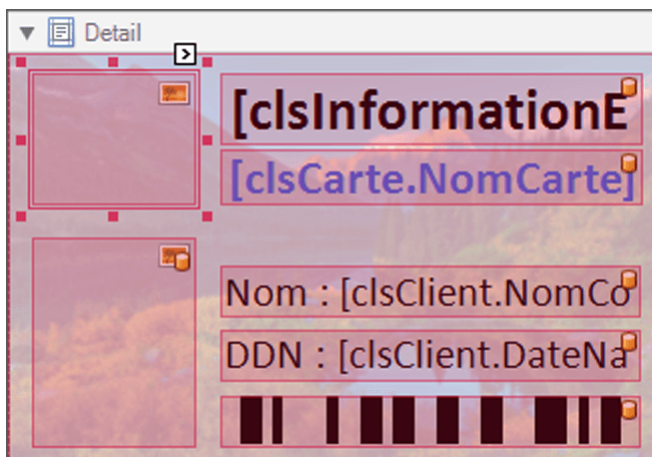 Detail
[clsInformationE
[clsCarte.NomCarte]
Nom : [clsClient.NomCo
DDN : [clsClient.DateNa